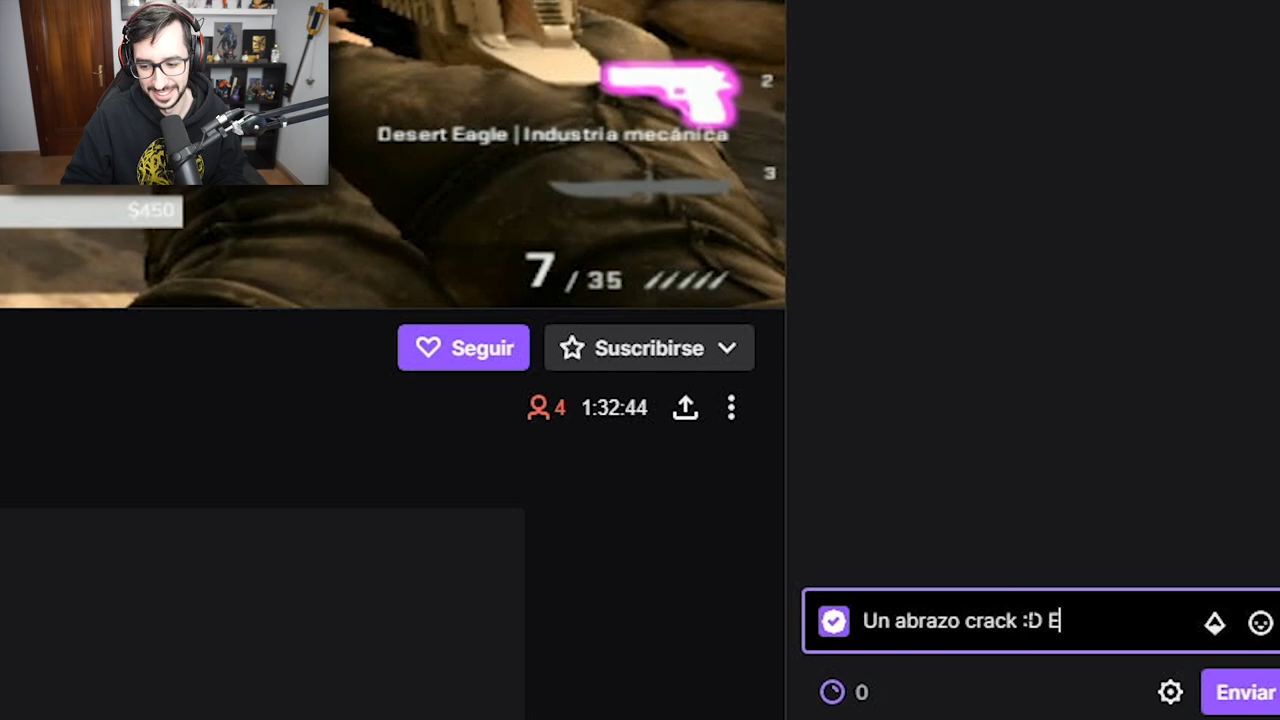 2
Desert Eagle | Industria mecánica
3
$450
7 / 35
Seguir
Suscribirse
4 1:32:44
Un abrazo crack :D E
0
Enviar